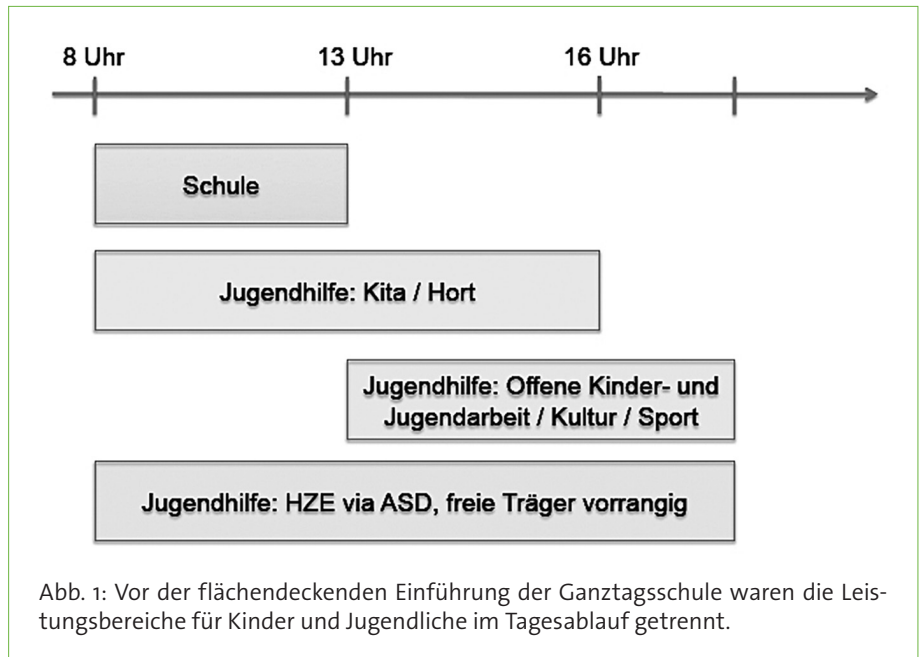 8 Uhr 13 Uhr 16 Uhr
Schule
Jugendhilfe: Kita / Hort
Jugendhilfe: Offene Kinder- und
Jugendarbeit / Kultur / Sport
Jugendhilfe: HZE via ASD, freie Träger vorrangig
Abb. 1: Vor der flächendeckenden Einführung der Ganztagsschule waren die Leis-
tungsbereiche für Kinder und Jugendliche im Tagesablauf getrennt.